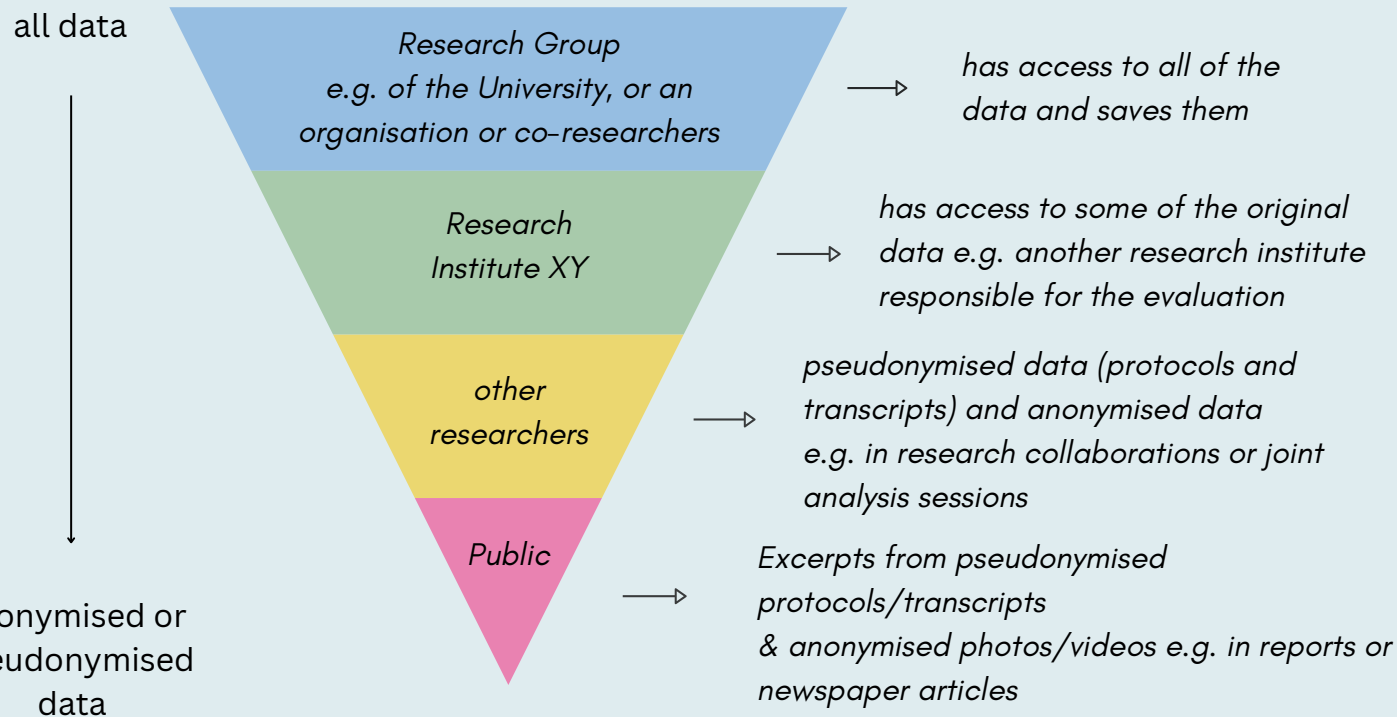 all data
Research Group
e.g. of the University, or an
organisation or co-researchers
has access to all of the
data and saves them
Research
Institute XY
has access to some of the original
data e.g. another research institute
responsible for the evaluation
other
researchers
pseudonymised data (protocols and
transcripts) and anonymised data
e.g. in research collaborations or joint
analysis sessions
Public
Excerpts from pseudonymised
protocols/transcripts
& anonymised photos/videos e.g. in reports or
newspaper articles
onymised or
eudonymised
data